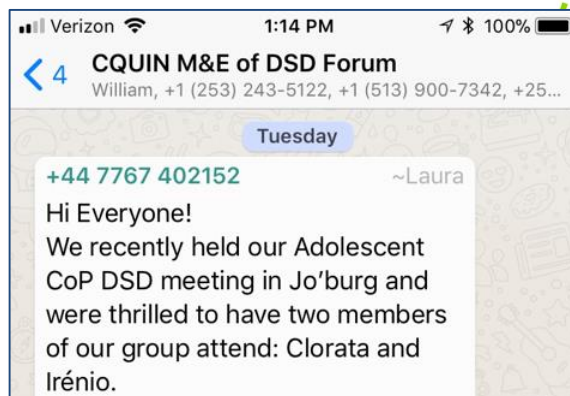 Verizon 1:14 PM 100%
4 CQUIN M&E of DSD Forum
William, +1 (253) 243-5122, +1 (513) 900-7342, +25...
Tuesday
+44 7767 402152 ~Laura
Hi Everyone!
We recently held our Adolescent
CoP DSD meeting in Jo’burg and
were thrilled to have two members
of our group attend: Clorata and
Irénio.